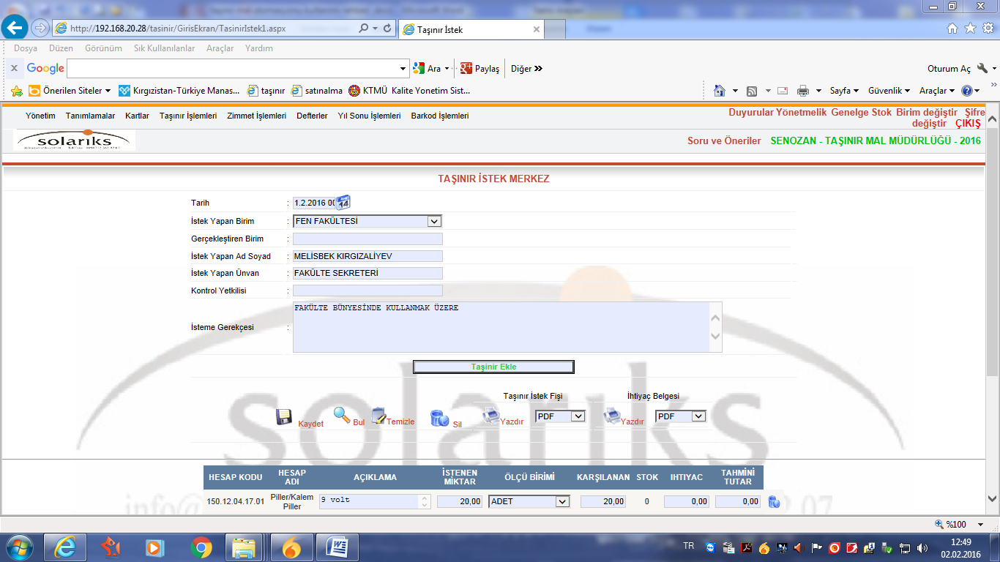 http://192.168.20.28/tasinir/GirisEkran/TasinirIstek1.aspx
Taşınır İstek
Dosya Düzen Görünüm Sık Kullanılanlar Araçlar Yardım
x Google Ara Paylaş Diğer »
Oturum Aç
Önerilen Siteler Kırgızistan-Türkiye Manas... taşınır satınalma KTMÜ Kalite Yonetim Sist...
Sayfa Güvenlik Araçlar
Yönetim Tanımlamalar Kartlar Taşınır İşlemleri Zimmet İşlemleri Defterler Yıl Sonu İşlemleri Barkod İşlemleri
Duyurular Yönetmelik Genelge Stok Birim değiştir Şifre
değiştir ÇIKIŞ
solarıks
Soru ve Öneriler SENOZAN - TAŞINIR MAL MÜDÜRLÜĞÜ - 2016
TAŞINIR İSTEK MERKEZ
Tarih : 1.2.2016 00
14
İstek Yapan Birim : FEN FAKÜLTESİ
Gerçekleştiren Birim :
İstek Yapan Ad Soyad : MELİSBEK KIRGIZALİYEV
İstek Yapan Ünvan : FAKÜLTE SEKRETERİ
Kontrol Yetkilisi :
İsteme Gerekçesi : FAKÜLTE BÜNYESİNDE KULLANMAK ÜZERE
Taşinir Ekle
Taşınır İstek Fişi İhtiyaç Belgesi
Kaydet Bul Temizle Sil Yazdır PDF Yazdır PDF
solarıks
HESAP KODU HESAP ADI AÇIKLAMA İSTENEN MİKTAR ÖLÇÜ BİRİMİ KARŞILANAN STOK IHTIYAC TAHMİNİ TUTAR
150.12.04.17.01 Piller/Kalem Piller 9 volt 20,00 ADET 20,00 0 0,00 0,00
info@
2 07
%100
TR
12:49
02.02.2016